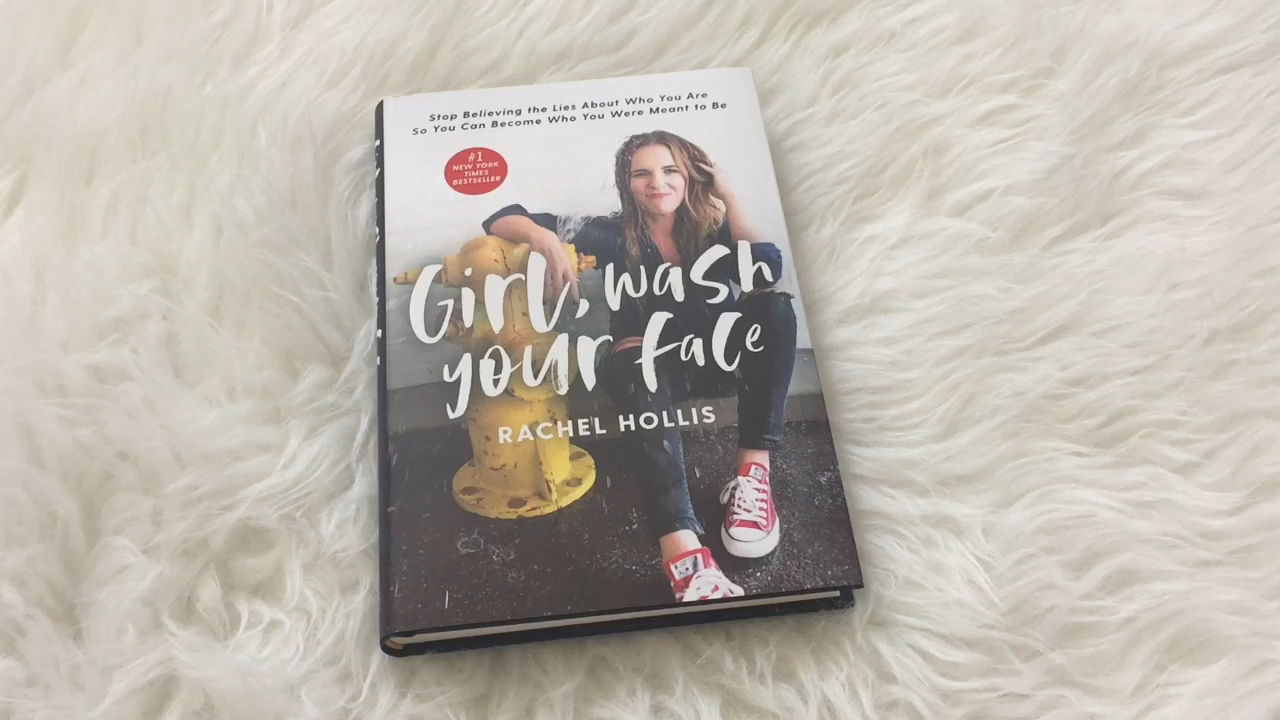 Stop Believing the Lies About Who You Are
So You Can Become Who You Were Meant to Be
#1
NEW YORK
TIMES
BESTSELLER
Girl, wash
your face
RACHEL HOLLIS